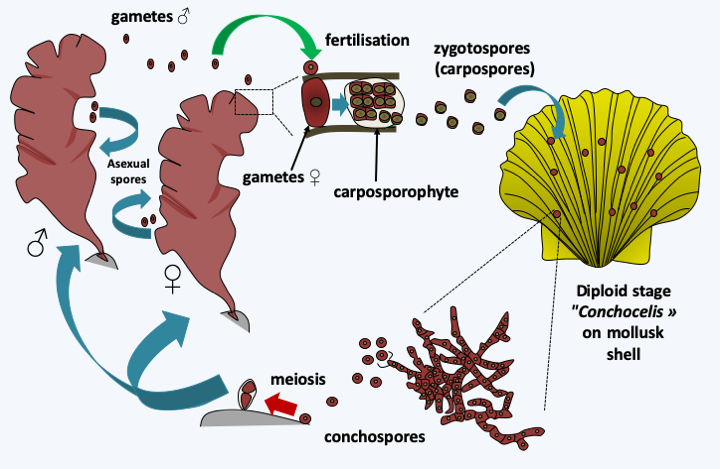 gametes ♂
fertilisation
zygotospores
(carpospores)
Asexual
spores
gametes ♀
carposporophyte
♂
♀
Diploid stage
"Conchocelis »
on mollusk
shell
meiosis
conchospores